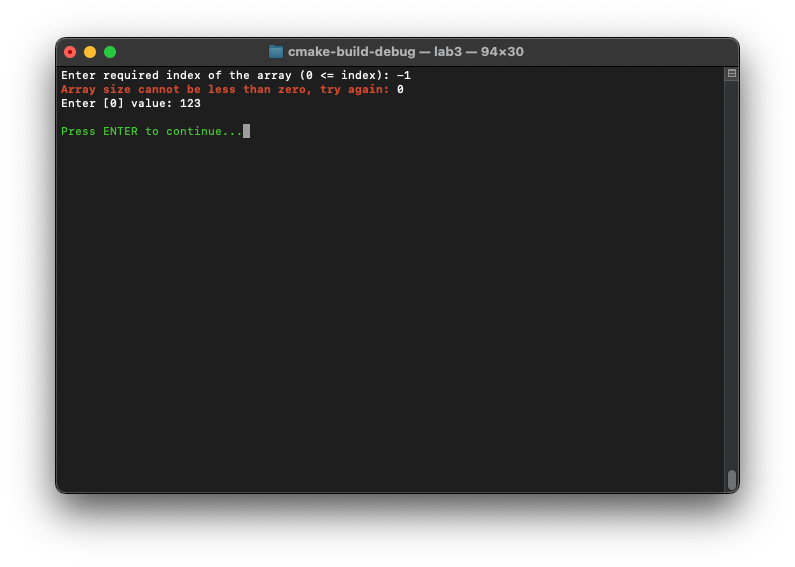 cmake-build-debug — lab3 — 94×30
Enter required index of the array (0 <= index): -1
Array size cannot be less than zero, try again: 0
Enter [0] value: 123
Press ENTER to continue...